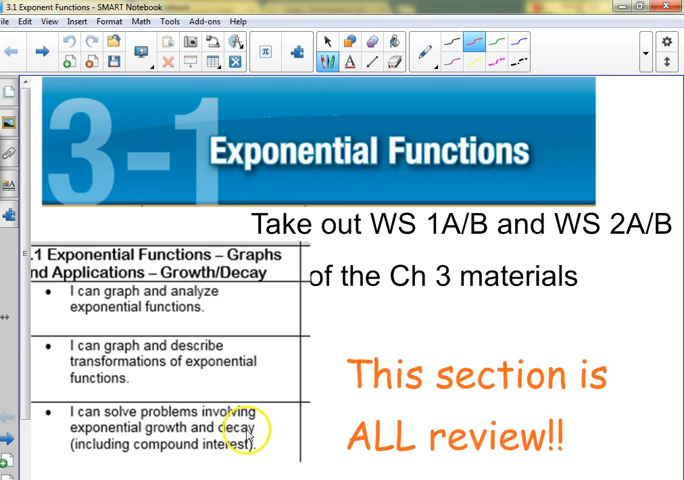 3.1 Exponent Functions - SMART Notebook
Edit View Insert Format Math Tools Add-ons Help
3-1 Exponential Functions
Take out WS 1A/B and WS 2A/B
of the Ch 3 materials
.1 Exponential Functions – Graphs
nd Applications – Growth/Decay
• I can graph and analyze
exponential functions.
• I can graph and describe
transformations of exponential
functions.
• I can solve problems involving
exponential growth and decay
(including compound interest).
This section is
ALL review!!